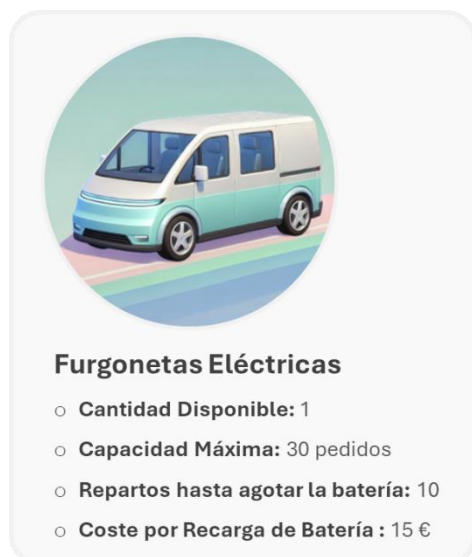 Furgonetas Eléctricas
o Cantidad Disponible: 1
o Capacidad Máxima: 30 pedidos
o Repartos hasta agotar la batería: 10
o Coste por Recarga de Batería : 15 €